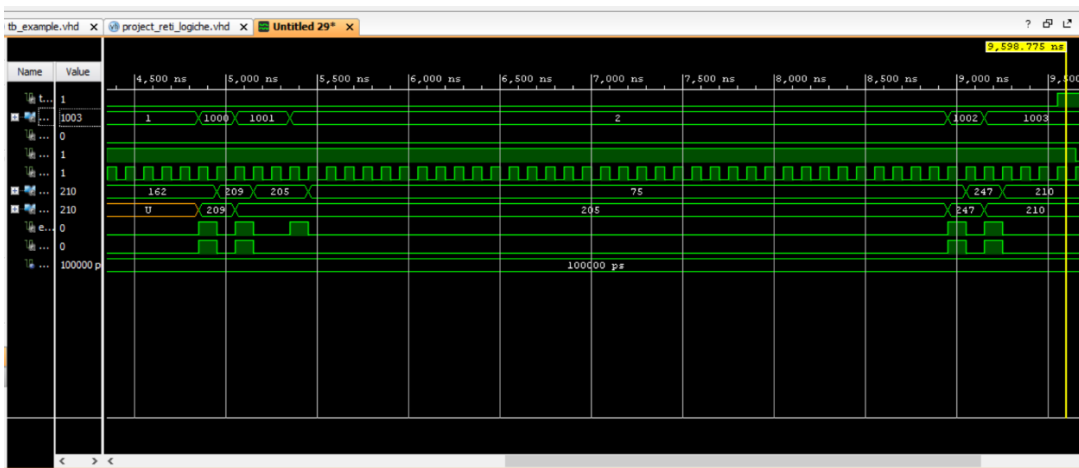 tb_example.vhd X project_reti_logiche.vhd X Untitled 29* X ?
9,598.775 ns
Name Value 4,500 ns 5,000 ns 5,500 ns 6,000 ns 6,500 ns 7,000 ns 7,500 ns 8,000 ns 8,500 ns 9,000 ns 9,500
t... 1
... 1003 1 1000 1001 2 1002 1003
... 0
... 1
... 1
... 210 162 209 205 75 247 210
... 210 U 209 205 247 210
e... 0
... 0
... 100000 p 100000 ps